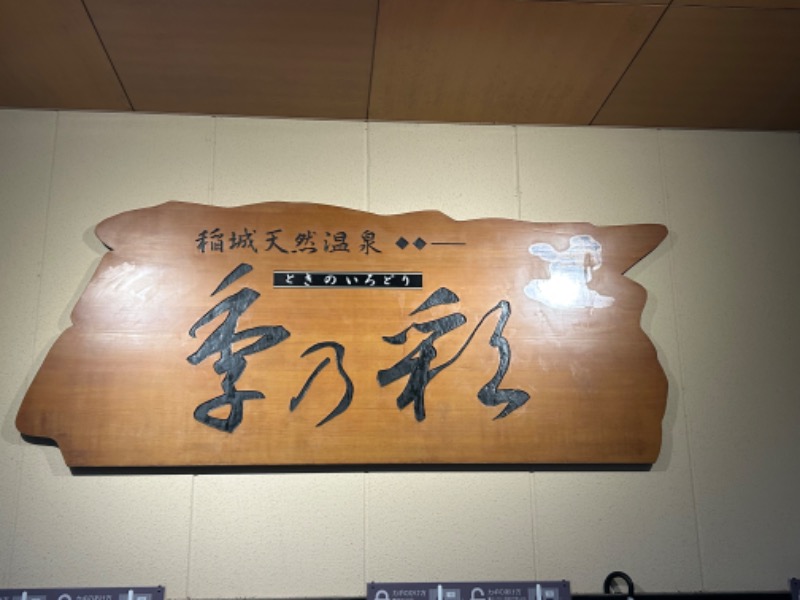 稲城天然温泉 ◆◆—
ときのいろどり
季乃彩